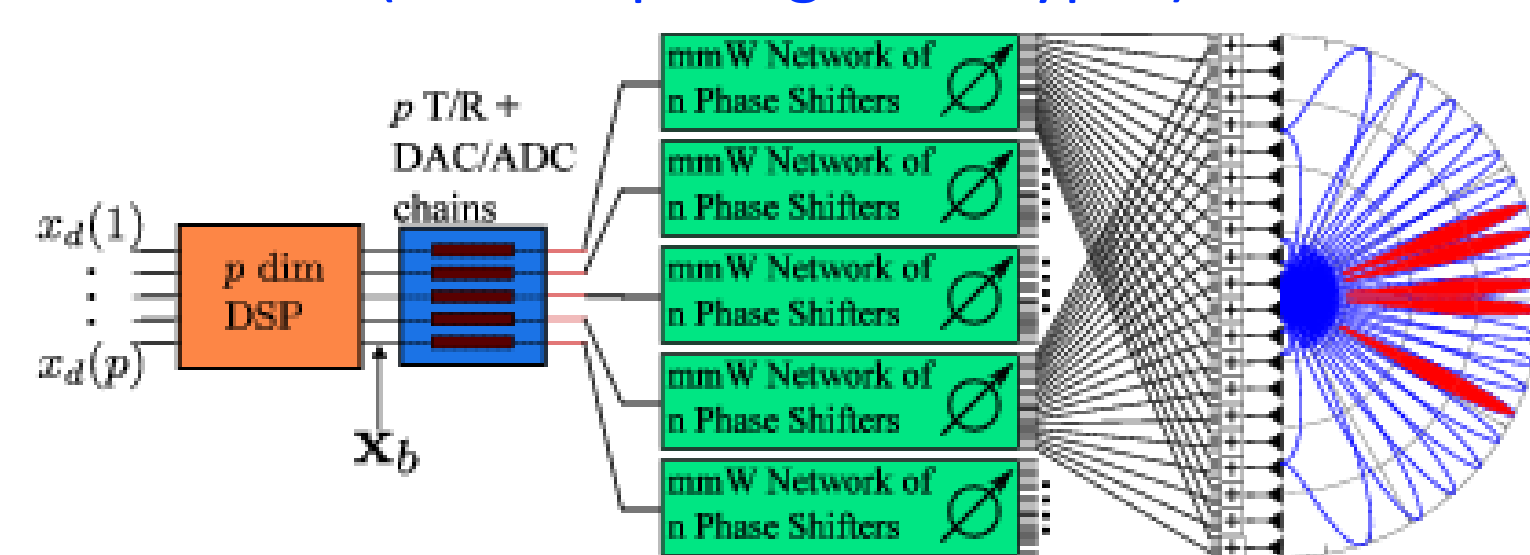 mmW Network of
n Phase Shifters
p T/R +
DAC/ADC
chains
mmW Network of
n Phase Shifters
x_d(1)
p dim
DSP
mmW Network of
n Phase Shifters
x_d(p)
x_b
mmW Network of
n Phase Shifters
mmW Network of
n Phase Shifters